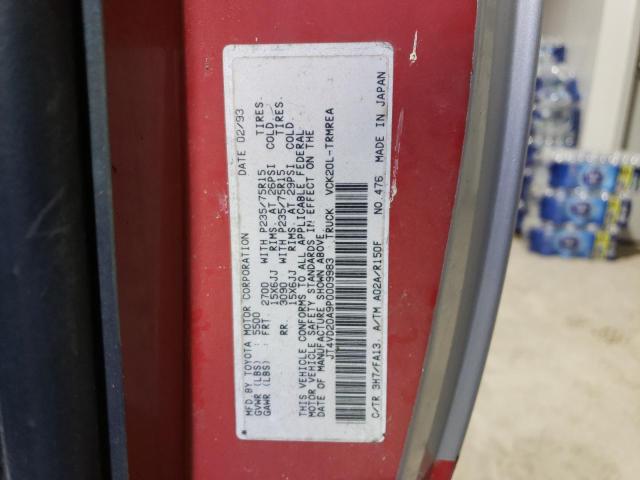 MFD BY TOYOTA MOTOR CORPORATION DATE 02/93
GVWR (LBS) : 5500
GAWR (LBS) : FRT. 2700 WITH P235/75R15 TIRES.
15X6JJ RIMS. AT 26PSI COLD
RR. 3090 WITH P235/75R15 TIRES.
15X6JJ RIMS. AT 29PSI COLD
THIS VEHICLE CONFORMS TO ALL APPLICABLE FEDERAL
MOTOR VEHICLE SAFETY STANDARDS IN EFFECT ON THE
DATE OF MANUFACTURE SHOWN ABOVE.
JT4VD20A9P0009983 TRUCK VCK20L-TRMREA
C/TR 3H7/FA13. A/TM A02A/R150F NO.476 MADE IN JAPAN